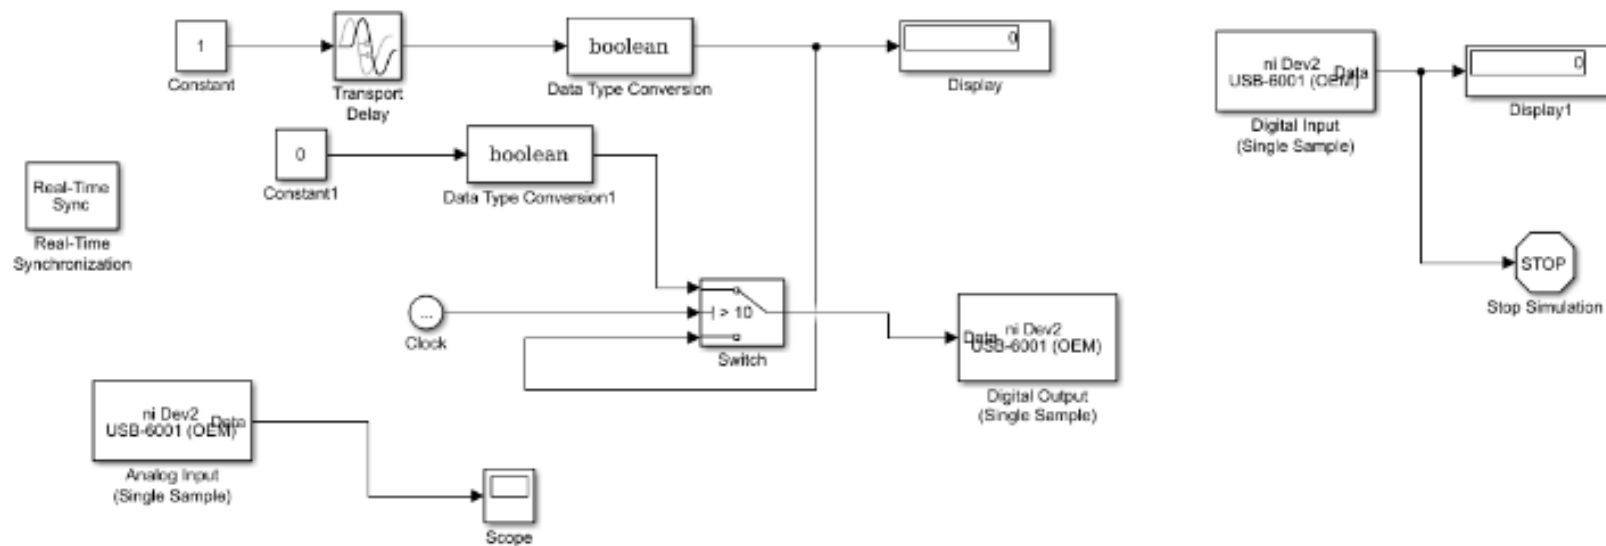 1
Constant
Transport
Delay
boolean
Data Type Conversion
0
Display
ni Dev2
USB-6001 (OEM)
Data
Digital Input
(Single Sample)
0
Display1
0
Constant1
boolean
Data Type Conversion1
Real-Time
Sync
Real-Time
Synchronization
...
Clock
> 10
Switch
Data
ni Dev2
USB-6001 (OEM)
Digital Output
(Single Sample)
STOP
Stop Simulation
ni Dev2
USB-6001 (OEM)
Data
Analog Input
(Single Sample)
Scope